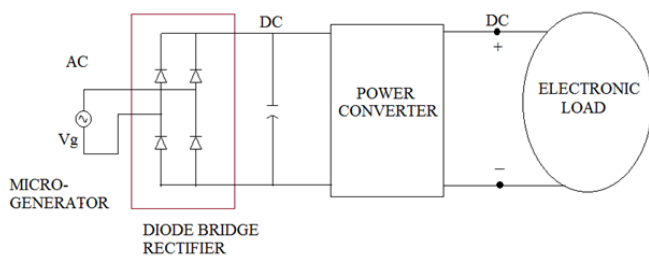 DC
DC
AC
+
POWER
CONVERTER
ELECTRONIC
LOAD
Vg
MICRO-
GENERATOR
−
DIODE BRIDGE
RECTIFIER